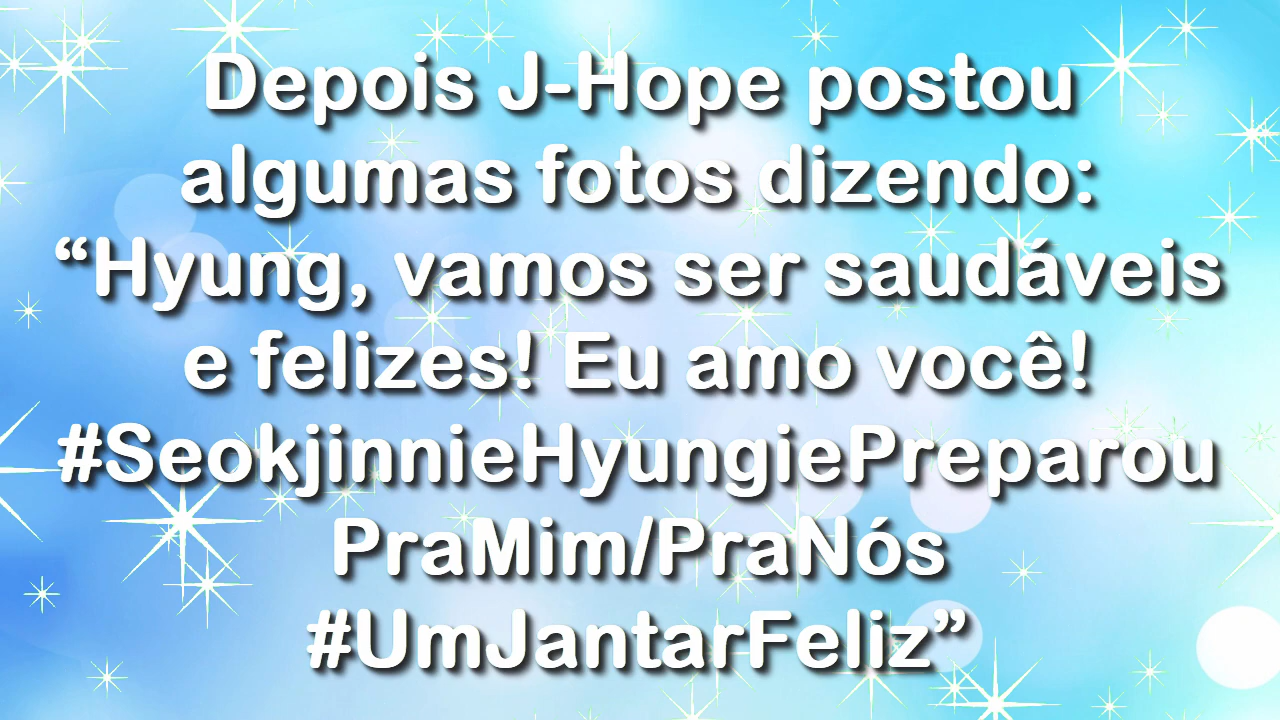 Depois J-Hope postou
algumas fotos dizendo:
“Hyung, vamos ser saudáveis
e felizes! Eu amo você!
#SeokjinnieHyungiePreparou
PraMim/PraNós
#UmJantarFeliz”